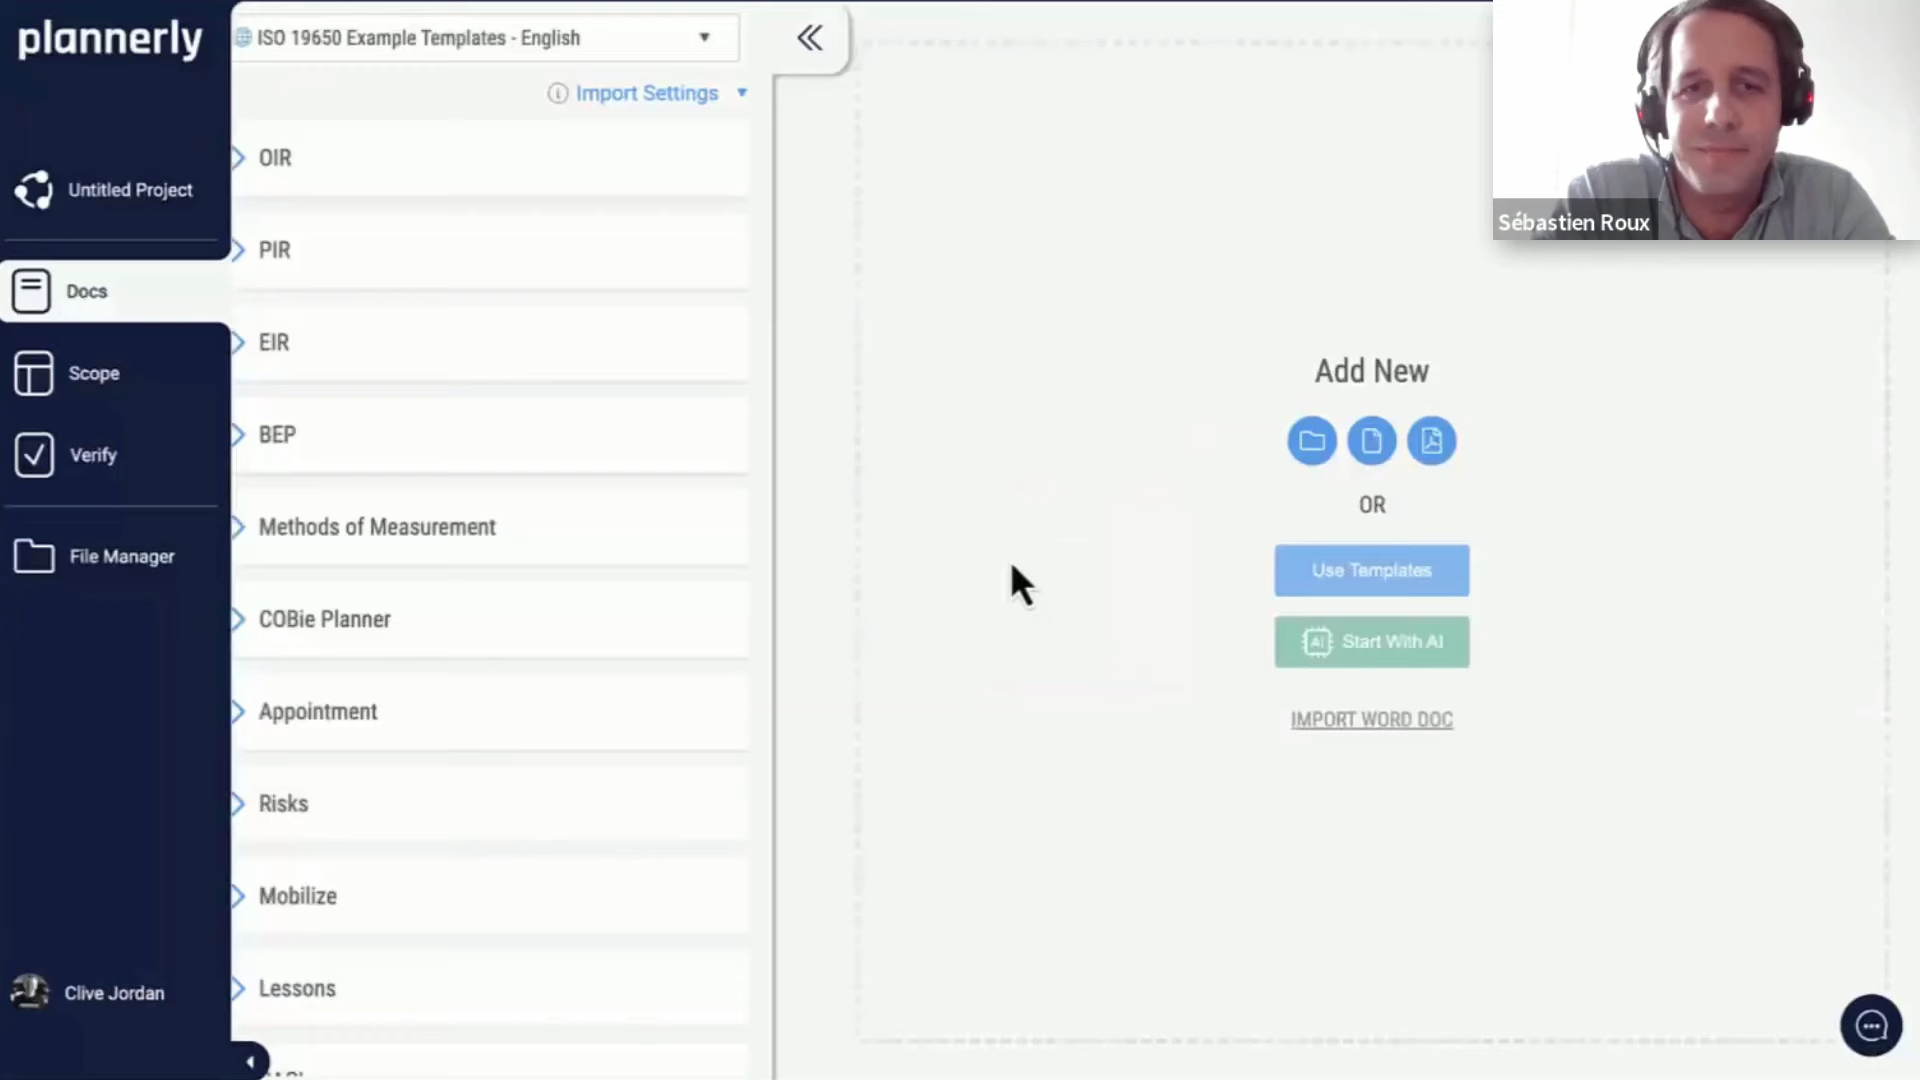 plannerly
Untitled Project
Docs
Scope
Verify
File Manager
Clive Jordan
ISO 19650 Example Templates - English
Import Settings
OIR
PIR
EIR
BEP
Methods of Measurement
COBie Planner
Appointment
Risks
Mobilize
Lessons
Add New
OR
Use Templates
AI Start With AI
IMPORT WORD DOC
Sébastien Roux